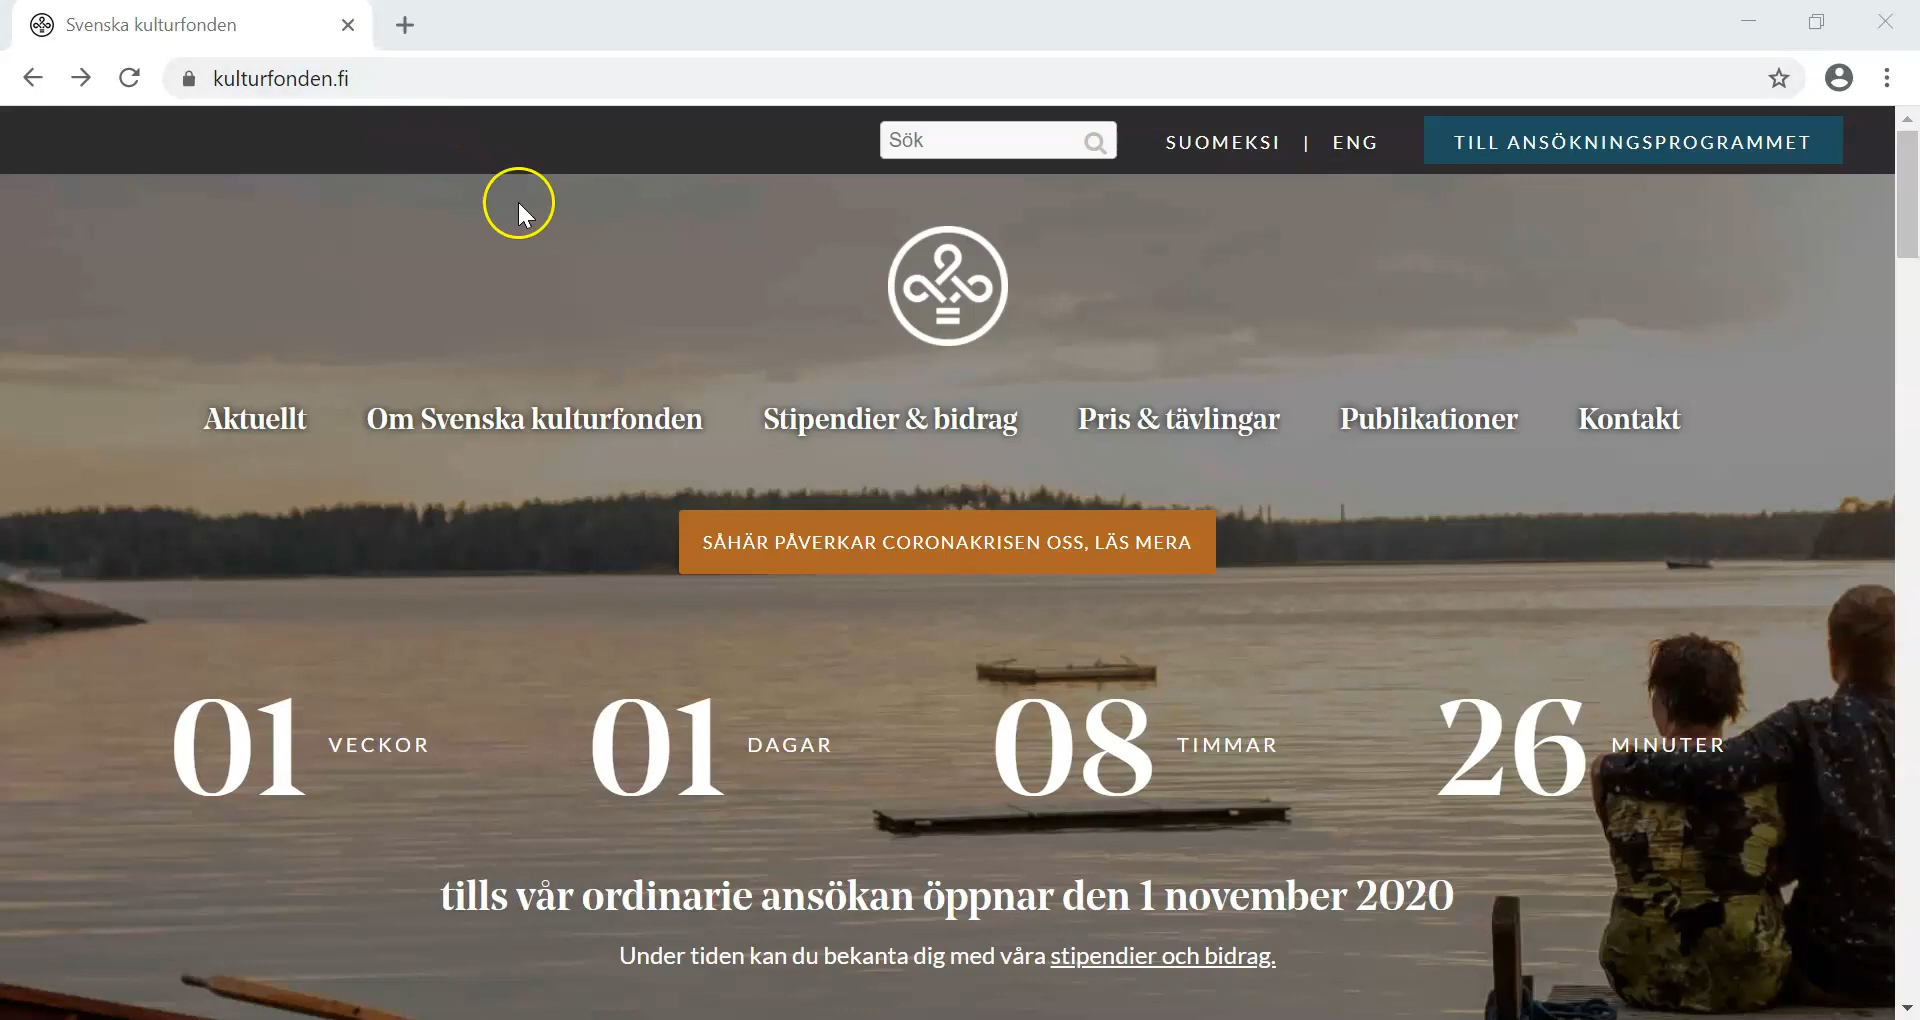 Svenska kulturfonden
kulturfonden.fi
Sök
SUOMEKSI | ENG
TILL ANSÖKNINGSPROGRAMMET
Aktuellt
Om Svenska kulturfonden
Stipendier & bidrag
Pris & tävlingar
Publikationer
Kontakt
SÅHÄR PÅVERKAR CORONAKRISEN OSS, LÄS MERA
01 VECKOR
01 DAGAR
08 TIMMAR
26 MINUTER
tills vår ordinarie ansökan öppnar den 1 november 2020
Under tiden kan du bekanta dig med våra stipendier och bidrag.